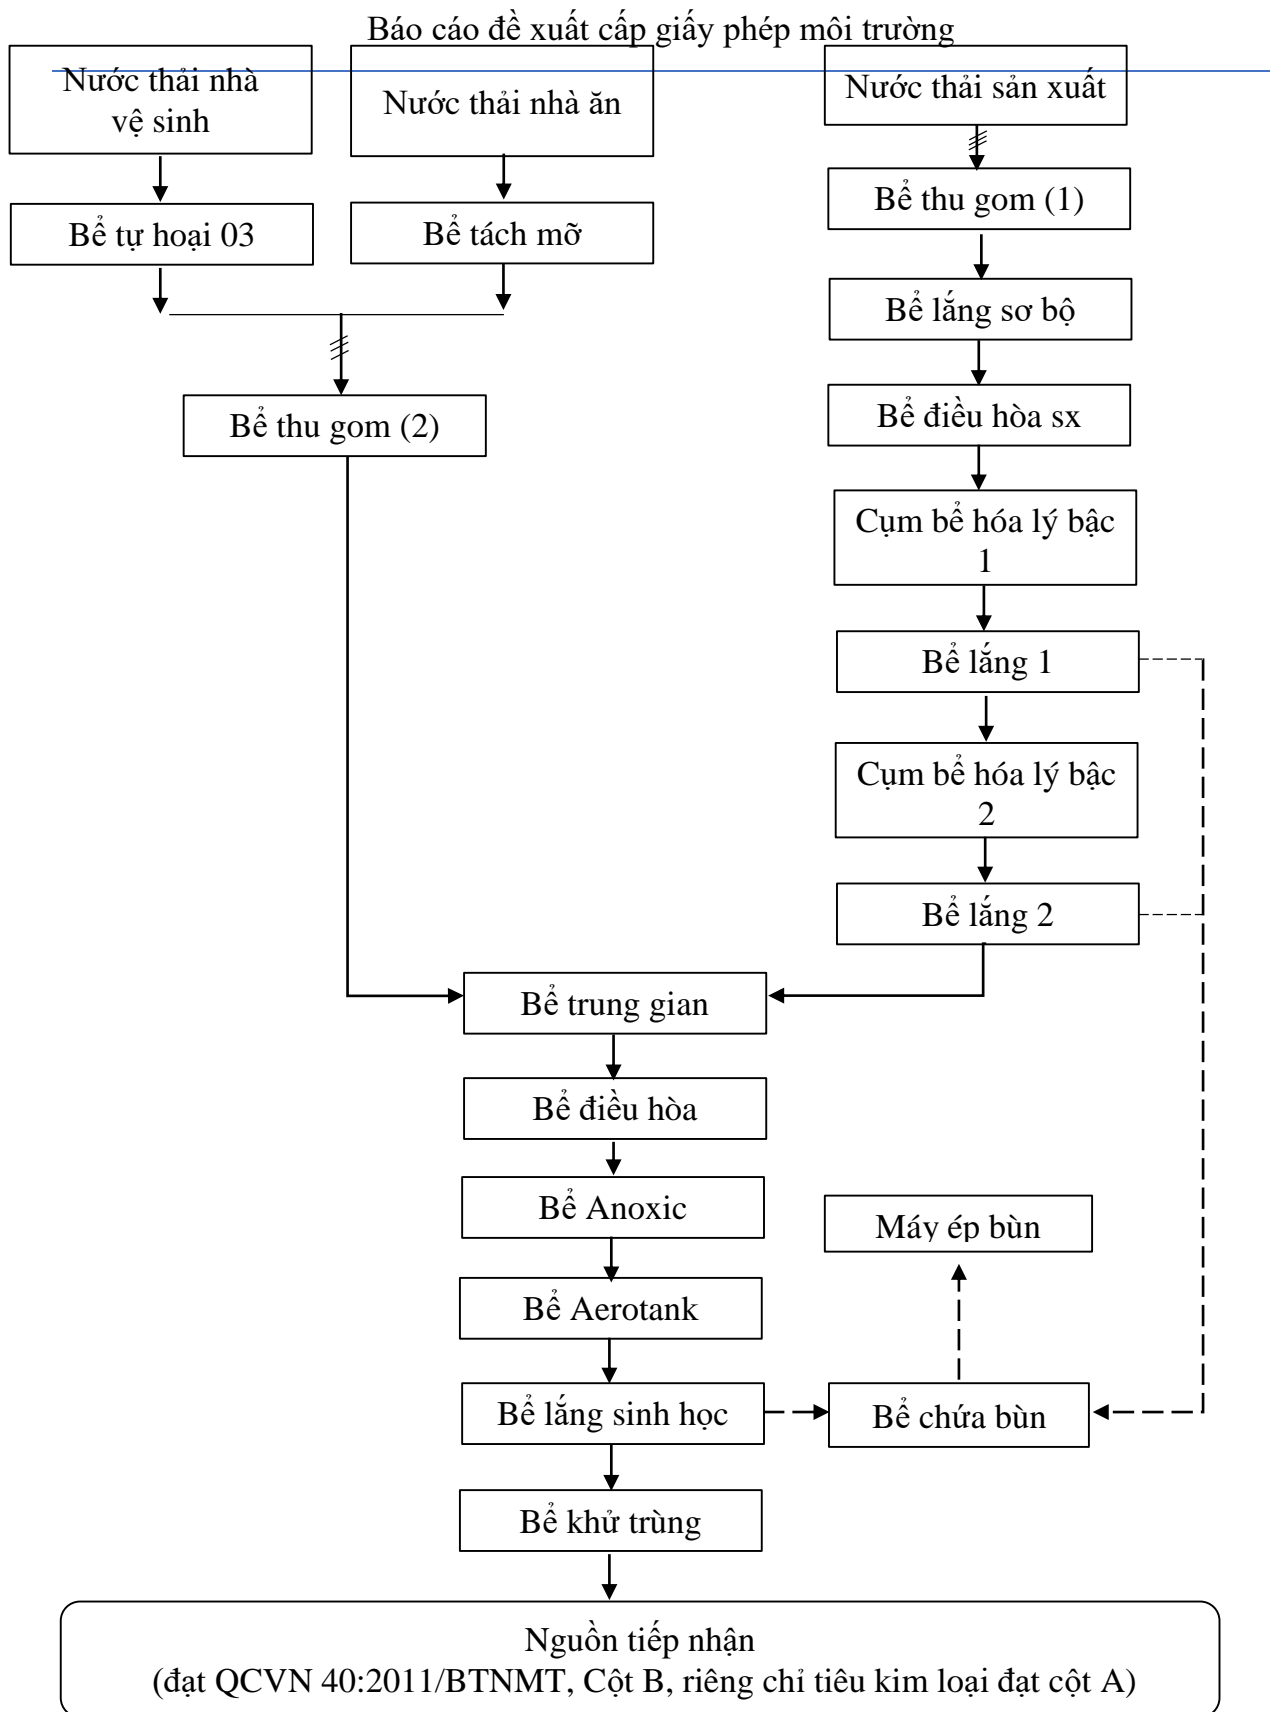 Báo cáo đề xuất cấp giấy phép môi trường
Nước thải nhà
vệ sinh
Nước thải nhà ăn
Nước thải sản xuất
Bể tự hoại 03
Bể tách mỡ
Bể thu gom (1)
Bể lắng sơ bộ
Bể thu gom (2)
Bể điều hòa sx
Cụm bể hóa lý bậc
1
Bể lắng 1
Cụm bể hóa lý bậc
2
Bể lắng 2
Bể trung gian
Bể điều hòa
Bể Anoxic
Máy ép bùn
Bể Aerotank
Bể lắng sinh học
Bể chứa bùn
Bể khử trùng
Nguồn tiếp nhận
(đạt QCVN 40:2011/BTNMT, Cột B, riêng chỉ tiêu kim loại đạt cột A)